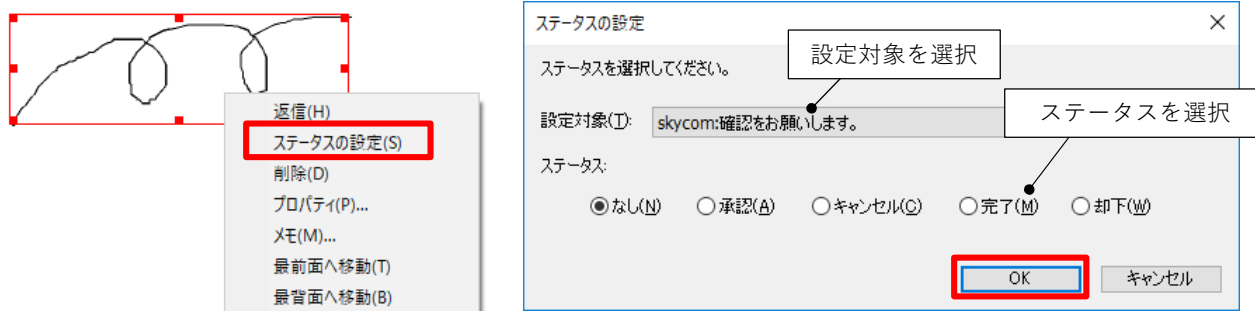 返信(H)
ステータスの設定(S)
削除(D)
プロパティ(P)...
メモ(M)...
最前面へ移動(T)
最背面へ移動(B)
ステータスの設定
ステータスを選択してください。
設定対象を選択
設定対象(T):
skycom:確認をお願いします。
ステータスを選択
ステータス:
なし(N) 承認(A) キャンセル(C) 完了(M) 却下(W)
OK キャンセル